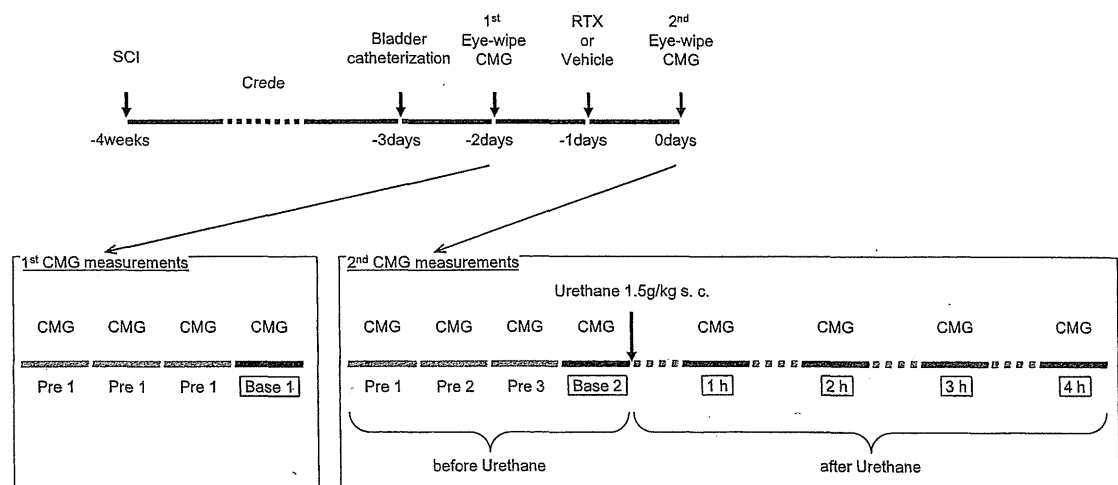 SCI
Crede
Bladder
catheterization
1st
Eye-wipe
CMG
RTX
or
Vehicle
2nd
Eye-wipe
CMG
-4weeks
-3days
-2days
-1days
0days
1st CMG measurements
CMG CMG CMG CMG
Pre 1 Pre 1 Pre 1 Base 1
2nd CMG measurements
Urethane 1.5g/kg s. c.
CMG CMG CMG CMG CMG CMG CMG CMG
Pre 1 Pre 2 Pre 3 Base 2 1 h 2 h 3 h 4 h
before Urethane
after Urethane